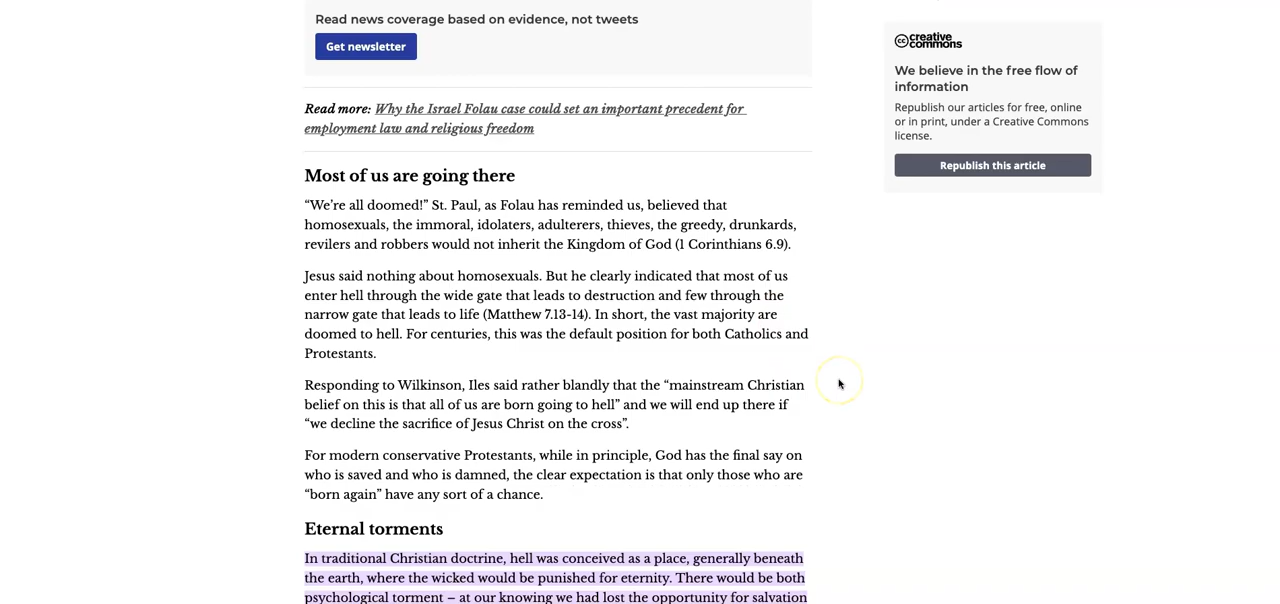 Read news coverage based on evidence, not tweets
Get newsletter
Read more: Why the Israel Folau case could set an important precedent for
employment law and religious freedom
Most of us are going there
“We’re all doomed!” St. Paul, as Folau has reminded us, believed that
homosexuals, the immoral, idolaters, adulterers, thieves, the greedy, drunkards,
revilers and robbers would not inherit the Kingdom of God (1 Corinthians 6.9).
Jesus said nothing about homosexuals. But he clearly indicated that most of us
enter hell through the wide gate that leads to destruction and few through the
narrow gate that leads to life (Matthew 7.13-14). In short, the vast majority are
doomed to hell. For centuries, this was the default position for both Catholics and
Protestants.
Responding to Wilkinson, Iles said rather blandly that the “mainstream Christian
belief on this is that all of us are born going to hell” and we will end up there if
“we decline the sacrifice of Jesus Christ on the cross”.
For modern conservative Protestants, while in principle, God has the final say on
who is saved and who is damned, the clear expectation is that only those who are
“born again” have any sort of a chance.
Eternal torments
In traditional Christian doctrine, hell was conceived as a place, generally beneath
the earth, where the wicked would be punished for eternity. There would be both
psychological torment – at our knowing we had lost the opportunity for salvation
cc creative
commons
We believe in the free flow of
information
Republish our articles for free, online
or in print, under a Creative Commons
license.
Republish this article